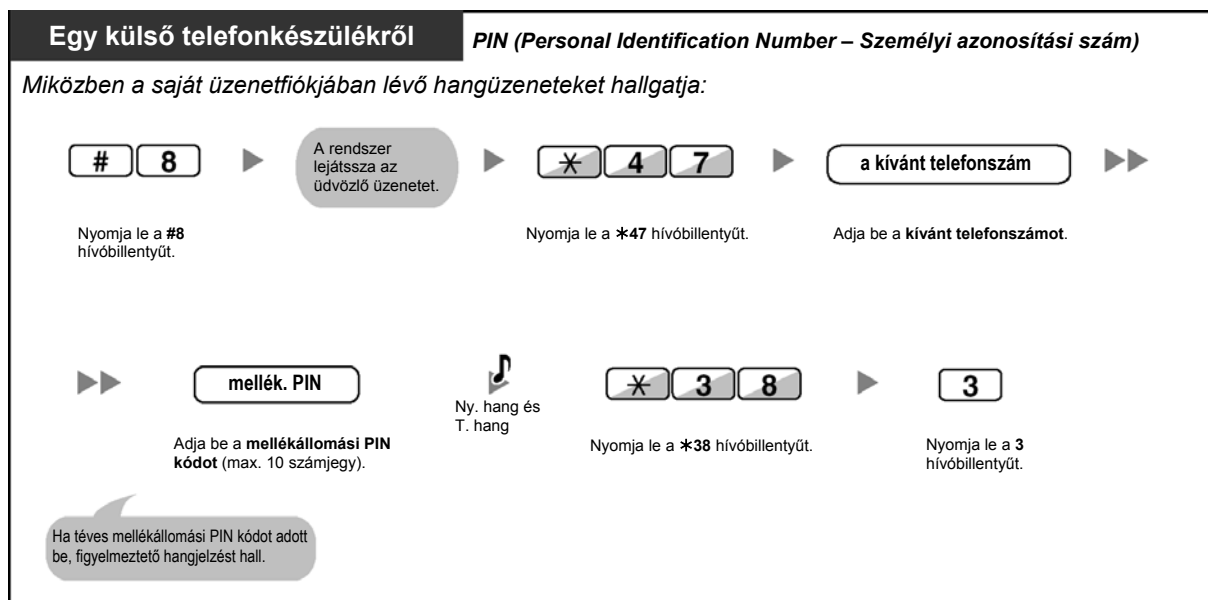 Egy külső telefonkészülékről
PIN (Personal Identification Number – Személyi azonosítási szám)
Miközben a saját üzenetfiókjában lévő hangüzeneteket hallgatja:
# 8
A rendszer
lejátssza az
üdvözlő üzenetet.
* 4 7
a kívánt telefonszám
Nyomja le a #8
hívóbillentyűt.
Nyomja le a *47 hívóbillentyűt.
Adja be a kívánt telefonszámot.
mellék. PIN
Ny. hang és
T. hang
* 3 8
3
Adja be a mellékállomási PIN
kódot (max. 10 számjegy).
Nyomja le a *38 hívóbillentyűt.
Nyomja le a 3
hívóbillentyűt.
Ha téves mellékállomási PIN kódot adott
be, figyelmeztető hangjelzést hall.